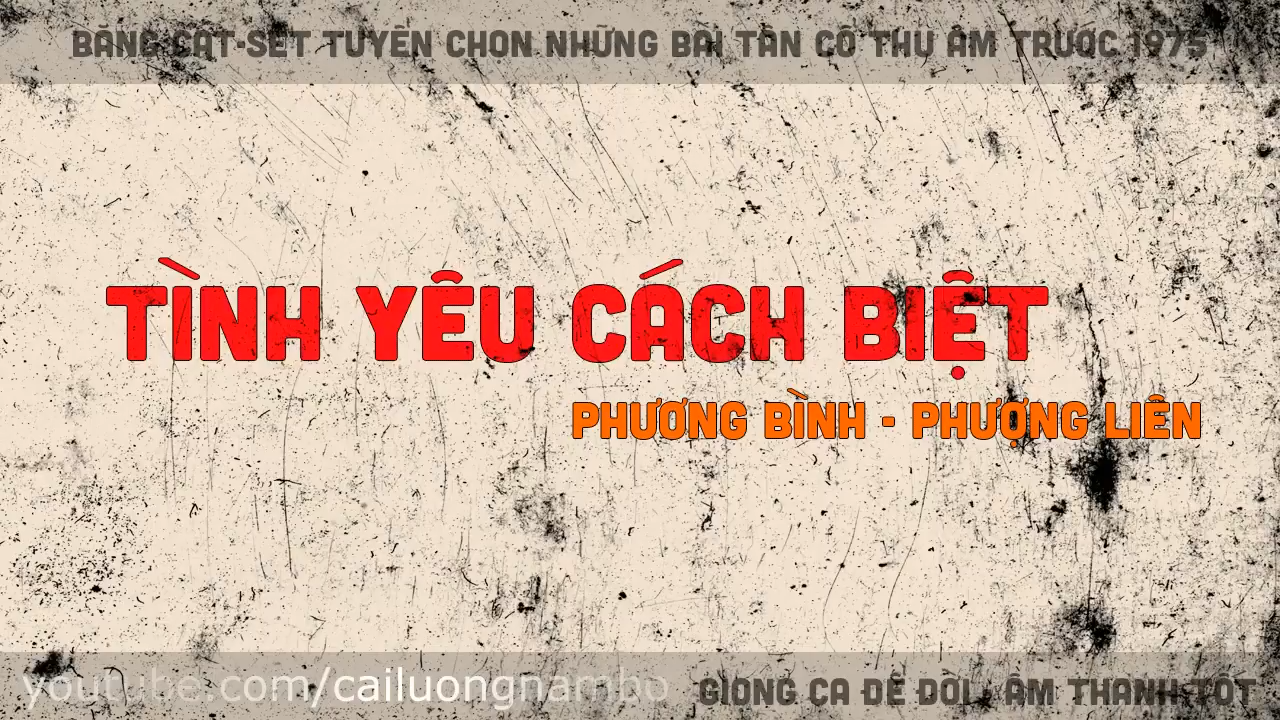 BĂNG CÁT-SÉT TUYỂN CHỌN NHỮNG BÀI TÂN CỔ THU ÂM TRƯỚC 1975
TÌNH YÊU CÁCH BIỆT
PHƯƠNG BÌNH - PHƯỢNG LIÊN
youtube.com/cailuongnambo
GIỌNG CA ĐỂ ĐỜI, ÂM THANH TỐT